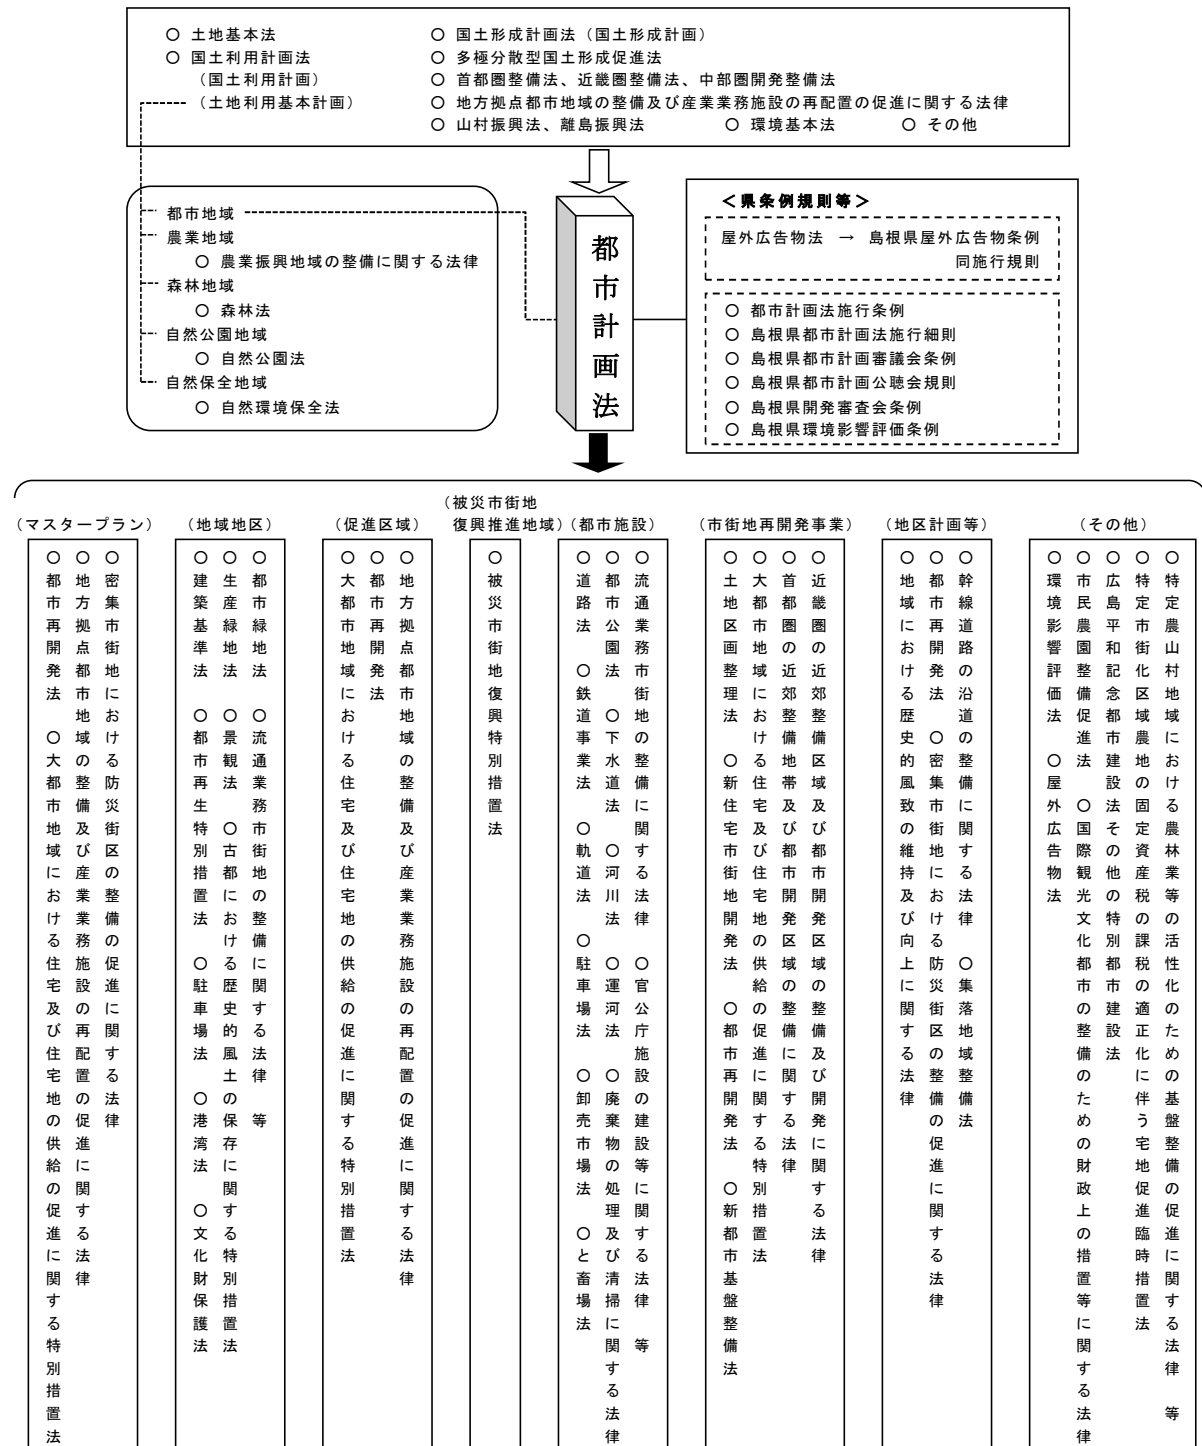 ○ 土地基本法
○ 国土利用計画法
（国土利用計画）
（土地利用基本計画）
○ 国土形成計画法（国土形成計画）
○ 多極分散型国土形成促進法
○ 首都圏整備法、近畿圏整備法、中部圏開発整備法
○ 地方拠点都市地域の整備及び産業業務施設の再配置の促進に関する法律
○ 山村振興法、離島振興法 ○ 環境基本法 ○ その他
都市地域
農業地域
○ 農業振興地域の整備に関する法律
森林地域
○ 森林法
自然公園地域
○ 自然公園法
自然保全地域
○ 自然環境保全法
都市計画法
＜県条例規則等＞
屋外広告物法 → 島根県屋外広告物条例
同施行規則
○ 都市計画法施行条例
○ 島根県都市計画法施行細則
○ 島根県都市計画審議会条例
○ 島根県都市計画公聴会規則
○ 島根県開発審査会条例
○ 島根県環境影響評価条例
（マスタープラン）
○密集市街地における防災街区の整備の促進に関する法律
○地方拠点都市地域の整備及び産業業務施設の再配置の促進に関する法律
○都市再開発法 ○大都市地域における住宅及び住宅地の供給の促進に関する特別措置法
（地域地区）
○都市緑地法 ○流通業務市街地の整備に関する法律 等
○生産緑地法 ○景観法 ○古都における歴史的風土の保存に関する特別措置法
○建築基準法 ○都市再生特別措置法 ○駐車場法 ○港湾法 ○文化財保護法
（促進区域）
○地方拠点都市地域の整備及び産業業務施設の再配置の促進に関する法律
○都市再開発法
○大都市地域における住宅及び住宅地の供給の促進に関する特別措置法
（被災市街地
復興推進地域）
○被災市街地復興特別措置法
（都市施設）
○流通業務市街地の整備に関する法律 ○官公庁施設の建設等に関する法律 等
○都市公園法 ○下水道法 ○河川法 ○運河法 ○廃棄物の処理及び清掃に関する法律
○道路法 ○鉄道事業法 ○軌道法 ○駐車場法 ○卸売市場法 ○と畜場法
（市街地再開発事業）
○近畿圏の近郊整備区域及び都市開発区域の整備及び開発に関する法律
○首都圏の近郊整備地帯及び都市開発区域の整備に関する法律
○大都市地域における住宅及び住宅地の供給の促進に関する特別措置法
○土地区画整理法 ○新住宅市街地開発法 ○都市再開発法 ○新都市基盤整備法
（地区計画等）
○幹線道路の沿道の整備に関する法律 ○集落地域整備法
○都市再開発法 ○密集市街地における防災街区の整備の促進に関する法律
○地域における歴史的風致の維持及び向上に関する法律
（その他）
○特定農山村地域における農林業等の活性化のための基盤整備の促進に関する法律 等
○特定市街化区域農地の固定資産税の課税の適正化に伴う宅地促進臨時措置法
○広島平和記念都市建設法その他の特別都市建設法
○市民農園整備促進法 ○国際観光文化都市の整備のための財政上の措置等に関する法律
○環境影響評価法 ○屋外広告物法